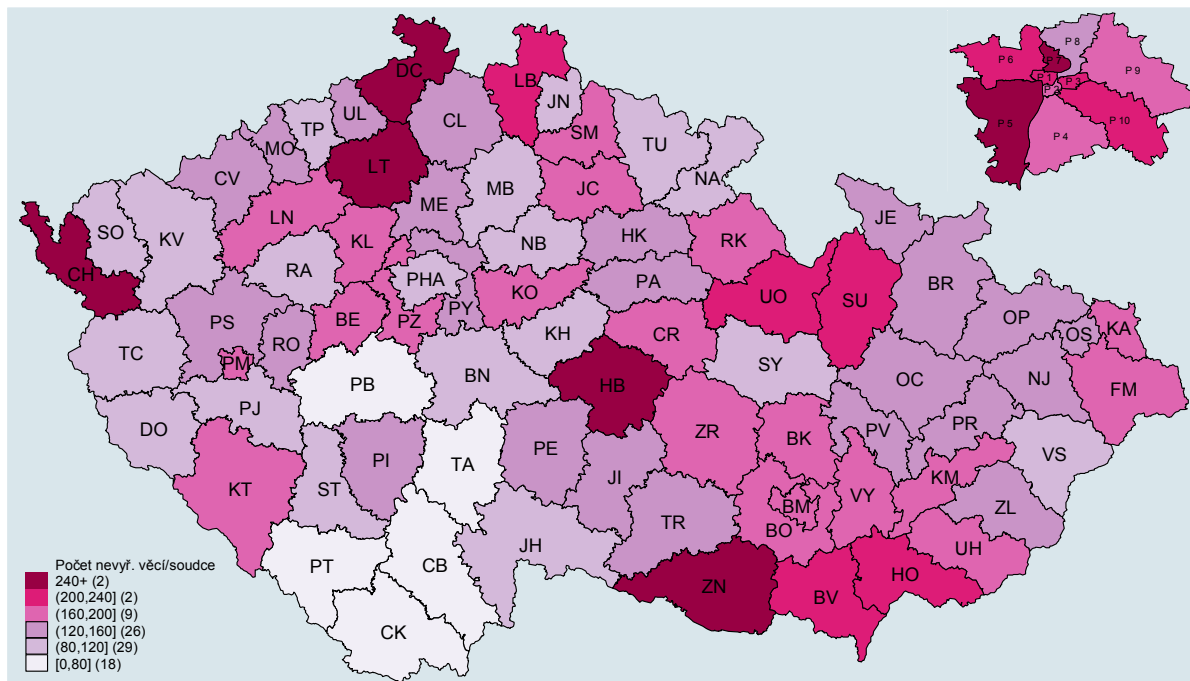 DC
LB
P 8
P 6
P 7
P 9
P 1
P 3
P 2
P 5
P 10
P 4
UL
JN
TP
CL
SM
MO
TU
LT
CV
NA
MB
JC
ME
LN
JE
SO
KV
KL
NB
HK
RK
RA
PHA
CH
KO
PA
UO
SU
BR
PY
PS
BE
PZ
OP
RO
KH
CR
OS
KA
TC
PM
SY
PB
BN
HB
OC
NJ
FM
PJ
DO
ZR
BK
PV
PR
PI
TA
PE
VS
KT
ST
JI
KM
VY
BM
BO
TR
ZL
JH
UH
PT
CB
HO
ZN
BV
CK
Počet nevyř. věcí/soudce
240+ (2)
(200,240] (2)
(160,200] (9)
(120,160] (26)
(80,120] (29)
[0,80] (18)